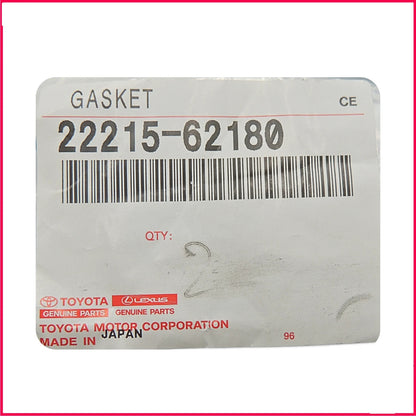 GASKET
CE
22215-62180
QTY:
2
TOYOTA LEXUS
GENUINE PARTS GENUINE PARTS
TOYOTA MOTOR CORPORATION
MADE IN JAPAN
96